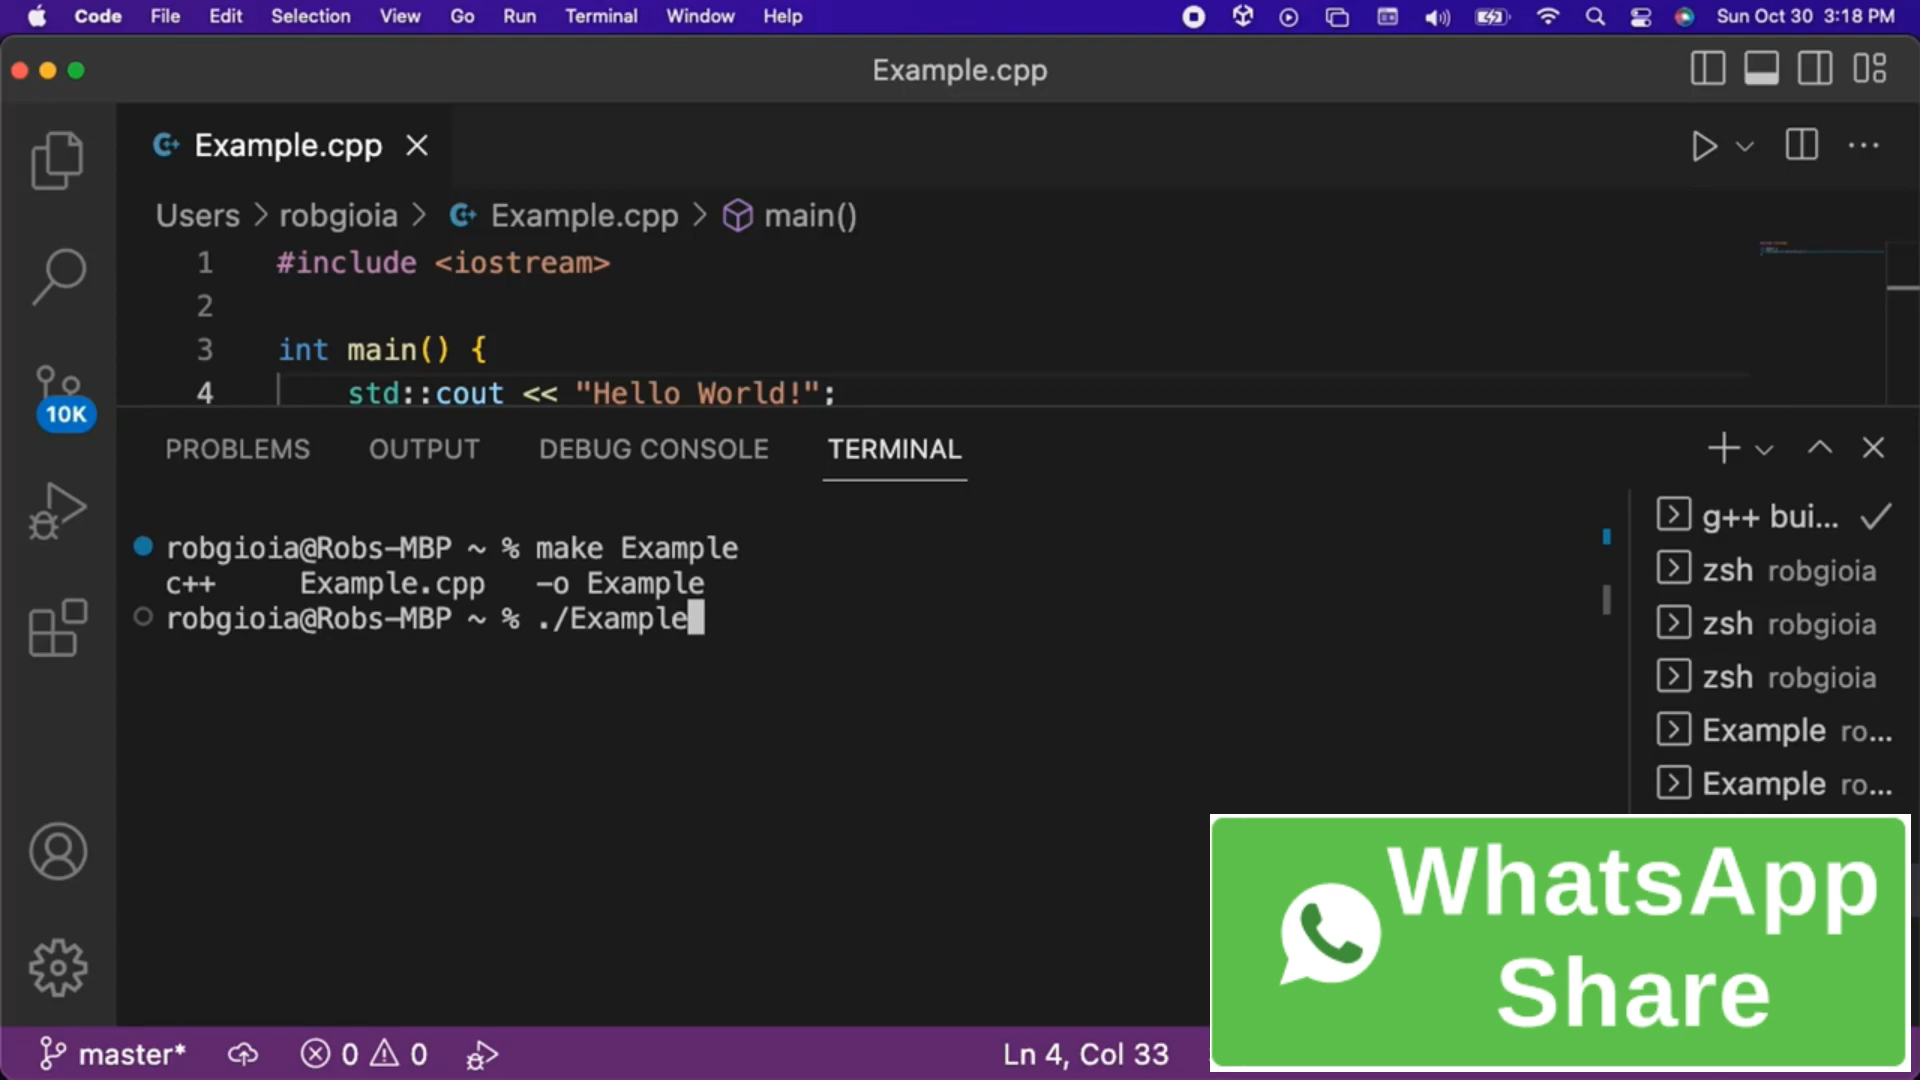 Code File Edit Selection View Go Run Terminal Window Help Sun Oct 30 3:18 PM
Example.cpp
Example.cpp
Users > robgioia > Example.cpp > main()
1 #include <iostream>
2
3 int main() {
4 std::cout << "Hello World!";
10K
PROBLEMS OUTPUT DEBUG CONSOLE TERMINAL
robgioia@Robs-MBP ~ % make Example
c++ Example.cpp -o Example
robgioia@Robs-MBP ~ % ./Example
g++ bui...
zsh robgioia
zsh robgioia
zsh robgioia
Example ro...
Example ro...
WhatsApp
Share
master* 0 0 Ln 4, Col 33